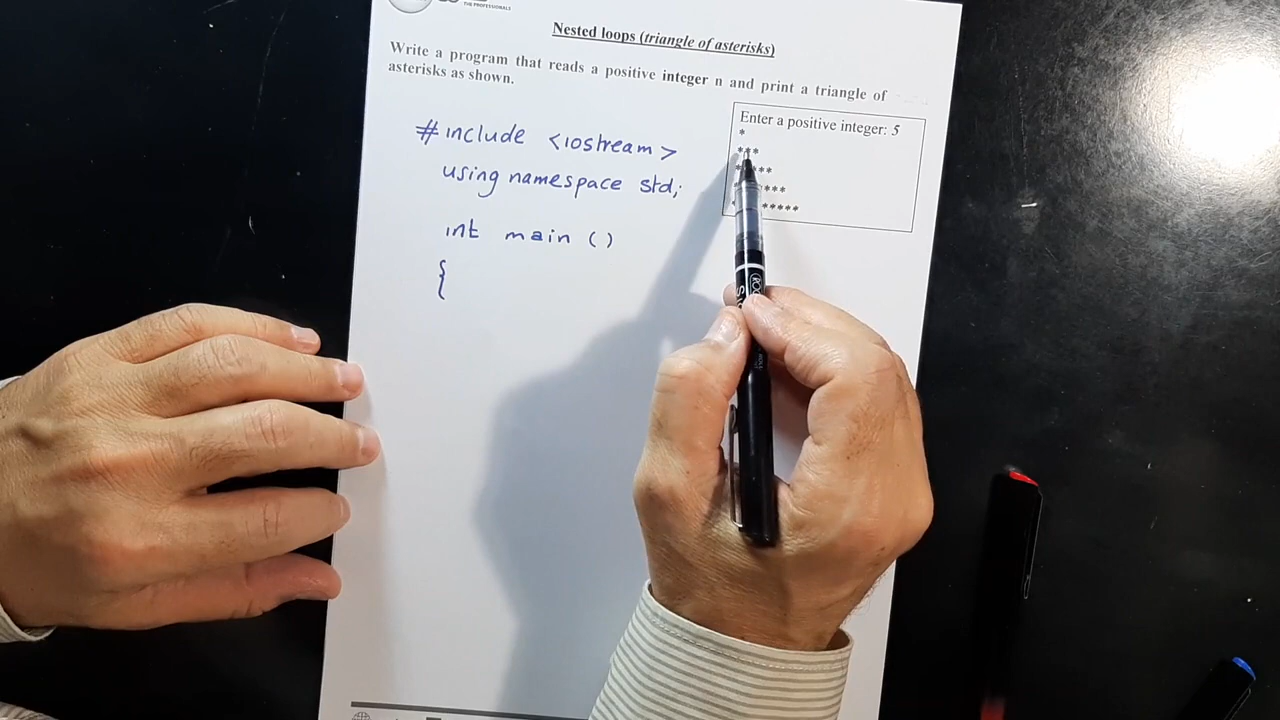 THE PROFESSIONALS
Nested loops (triangle of asterisks)
Write a program that reads a positive integer n and print a triangle of
asterisks as shown.
Enter a positive integer: 5
*
***
#include <iostream>
using namespace std;
int main ()
{